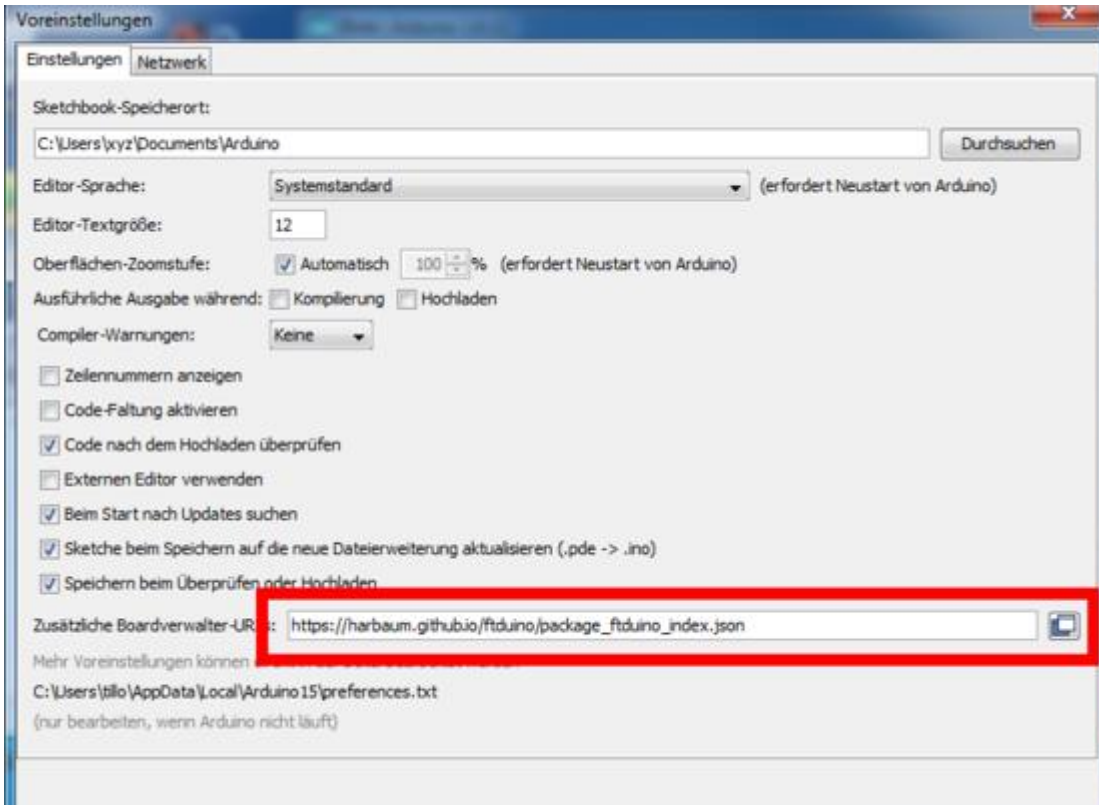 Voreinstellungen
Einstellungen Netzwerk
Sketchbook-Speicherort:
C:\Users\xyz\Documents\Arduino Durchsuchen
Editor-Sprache: Systemstandard (erfordert Neustart von Arduino)
Editor-Textgröße: 12
Oberflächen-Zoomstufe: Automatisch 100 % (erfordert Neustart von Arduino)
Ausführliche Ausgabe während: Kompilierung Hochladen
Compiler-Warnungen: Keine
Zeilennummern anzeigen
Code-Faltung aktivieren
Code nach dem Hochladen überprüfen
Externen Editor verwenden
Beim Start nach Updates suchen
Sketche beim Speichern auf die neue Dateierweiterung aktualisieren (.pde -> .ino)
Speichern beim Überprüfen oder Hochladen
Zusätzliche https://harbaum.github.io/ftduino/package_ftduino_index.json
Mehr Voreinstellungen können
C:\Users\tillo\AppData\Local\Arduino15\preferences.txt
(nur bearbeiten, wenn Arduino nicht läuft)